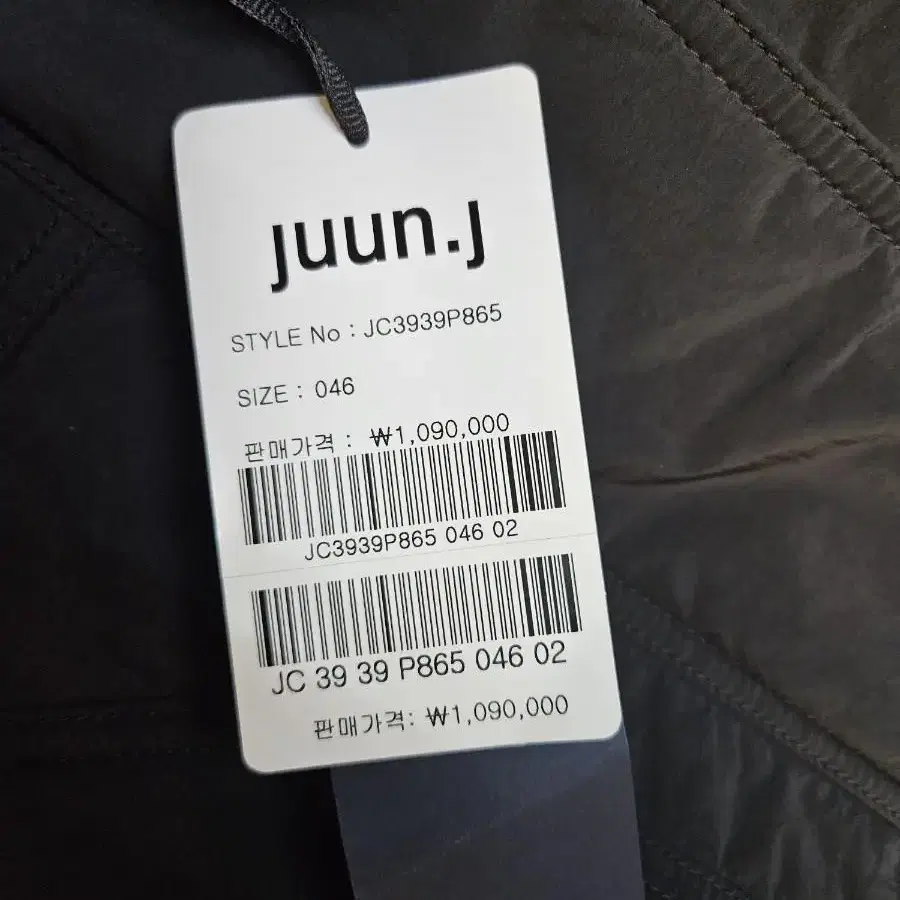 juun.j
STYLE No : JC3939P865
SIZE : 046
판매가격 : ₩1,090,000
JC3939P865 046 02
JC 39 39 P865 046 02
판매가격: ₩1,090,000